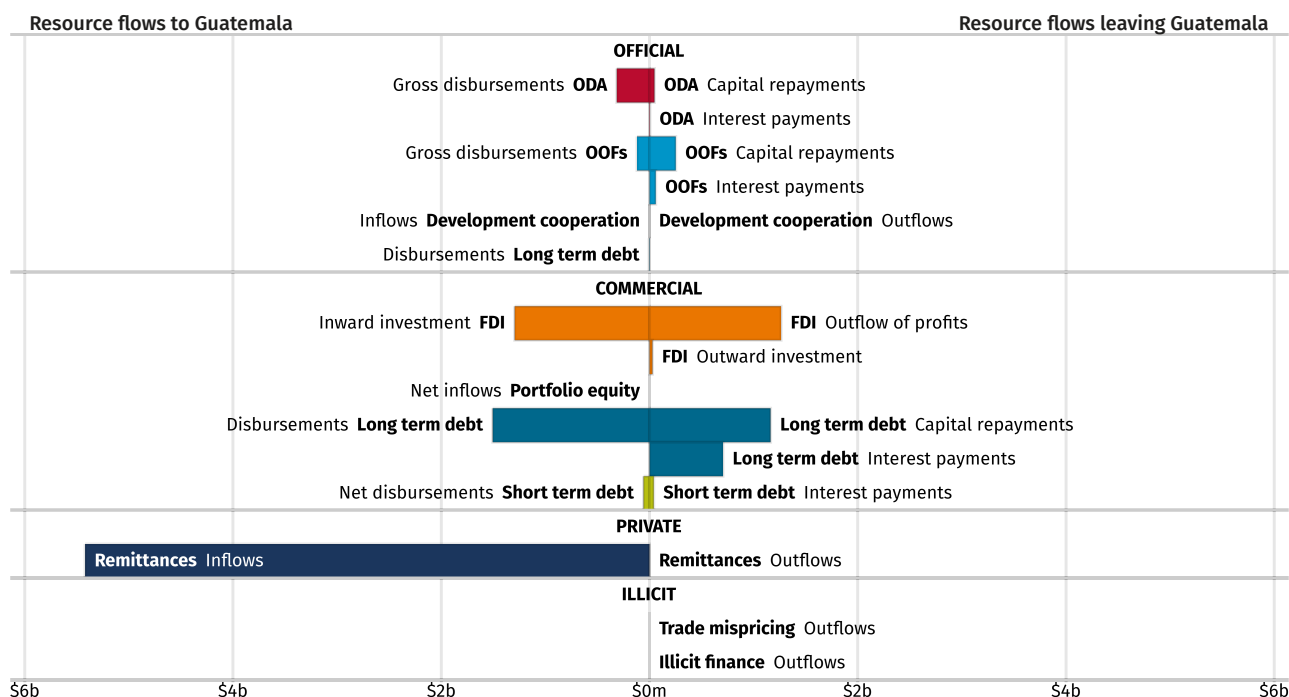 Resource flows to Guatemala Resource flows leaving Guatemala
OFFICIAL
Gross disbursements ODA ODA Capital repayments
ODA Interest payments
Gross disbursements OOFs OOFs Capital repayments
OOFs Interest payments
Inflows Development cooperation Development cooperation Outflows
Disbursements Long term debt
COMMERCIAL
Inward investment FDI FDI Outflow of profits
FDI Outward investment
Net inflows Portfolio equity
Disbursements Long term debt Long term debt Capital repayments
Long term debt Interest payments
Net disbursements Short term debt Short term debt Interest payments
PRIVATE
Remittances Inflows Remittances Outflows
ILLICIT
Trade mispricing Outflows
Illicit finance Outflows
$6b $4b $2b $0m $2b $4b $6b